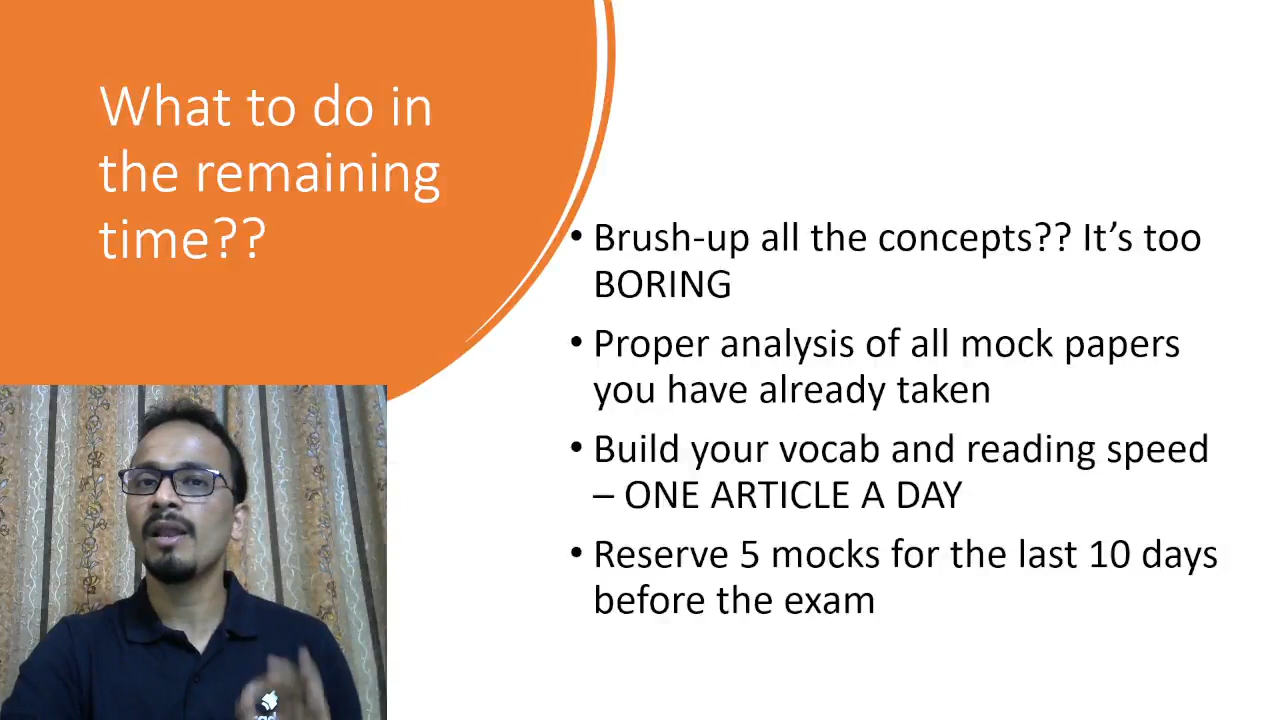 What to do in
the remaining
time??
• Brush-up all the concepts?? It’s too
BORING
• Proper analysis of all mock papers
you have already taken
• Build your vocab and reading speed
– ONE ARTICLE A DAY
• Reserve 5 mocks for the last 10 days
before the exam